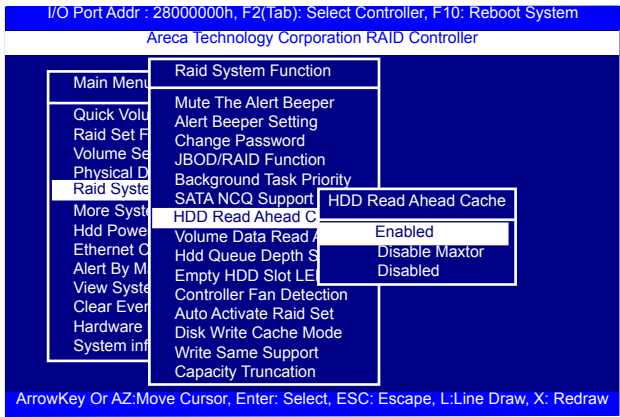 I/O Port Addr : 28000000h, F2(Tab): Select Controller, F10: Reboot System
Areca Technology Corporation RAID Controller
Main Menu
Quick Volu
Raid Set F
Volume Se
Physical D
Raid Syste
More Syste
Hdd Powe
Ethernet C
Alert By M
View Syste
Clear Even
Hardware
System inf
Raid System Function
Mute The Alert Beeper
Alert Beeper Setting
Change Password
JBOD/RAID Function
Background Task Priority
SATA NCQ Support
HDD Read Ahead C
Volume Data Read A
Hdd Queue Depth S
Empty HDD Slot LE
Controller Fan Detection
Auto Activate Raid Set
Disk Write Cache Mode
Write Same Support
Capacity Truncation
HDD Read Ahead Cache
Enabled
Disable Maxtor
Disabled
ArrowKey Or AZ:Move Cursor, Enter: Select, ESC: Escape, L:Line Draw, X: Redraw